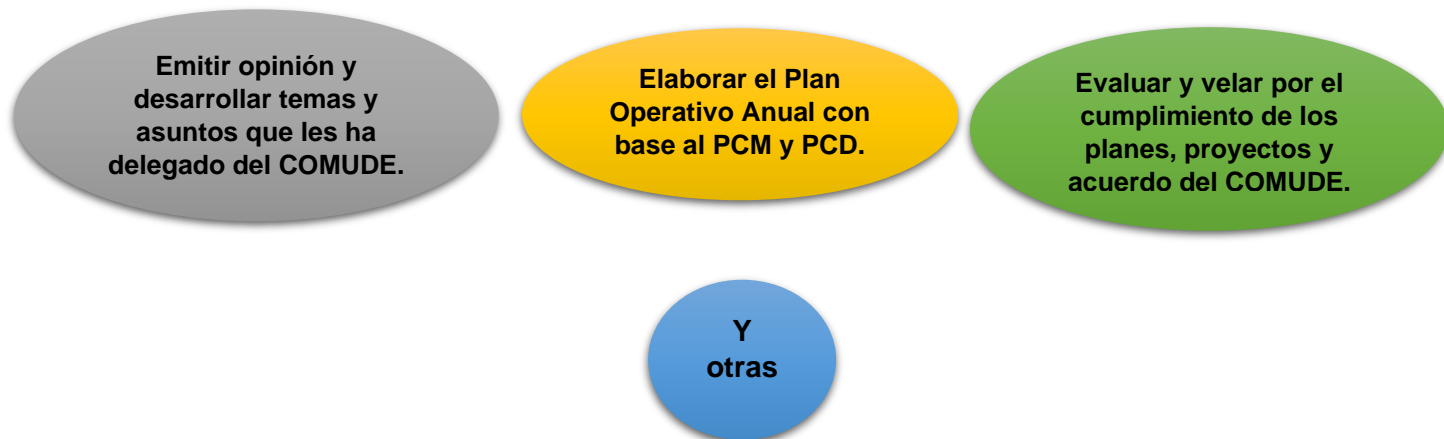 Emitir opinión y
desarrollar temas y
asuntos que les ha
delegado del COMUDE.
Elaborar el Plan
Operativo Anual con
base al PCM y PCD.
Evaluar y velar por el
cumplimiento de los
planes, proyectos y
acuerdo del COMUDE.
Y
otras